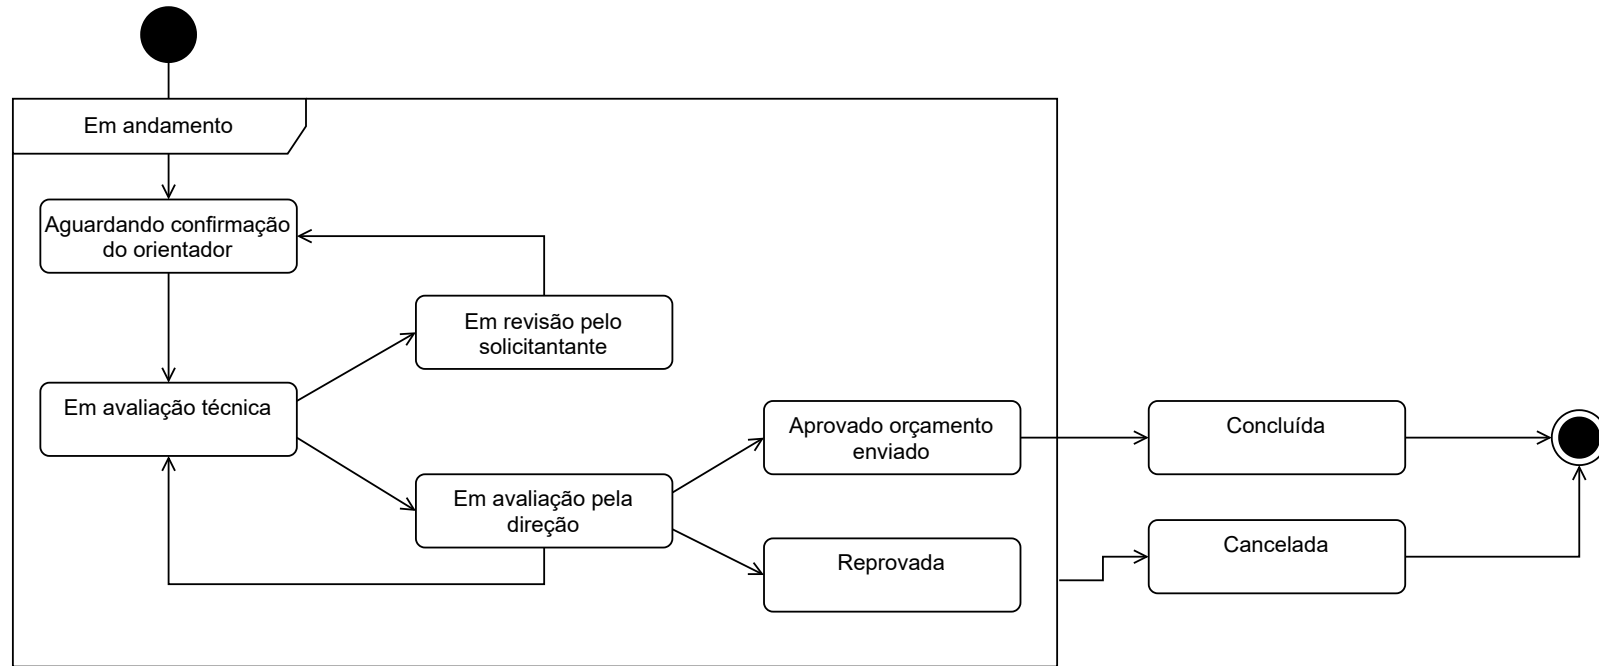 Em andamento
Aguardando confirmação
do orientador
Em revisão pelo
solicitantante
Em avaliação técnica
Aprovado orçamento
enviado
Concluída
Em avaliação pela
direção
Cancelada
Reprovada